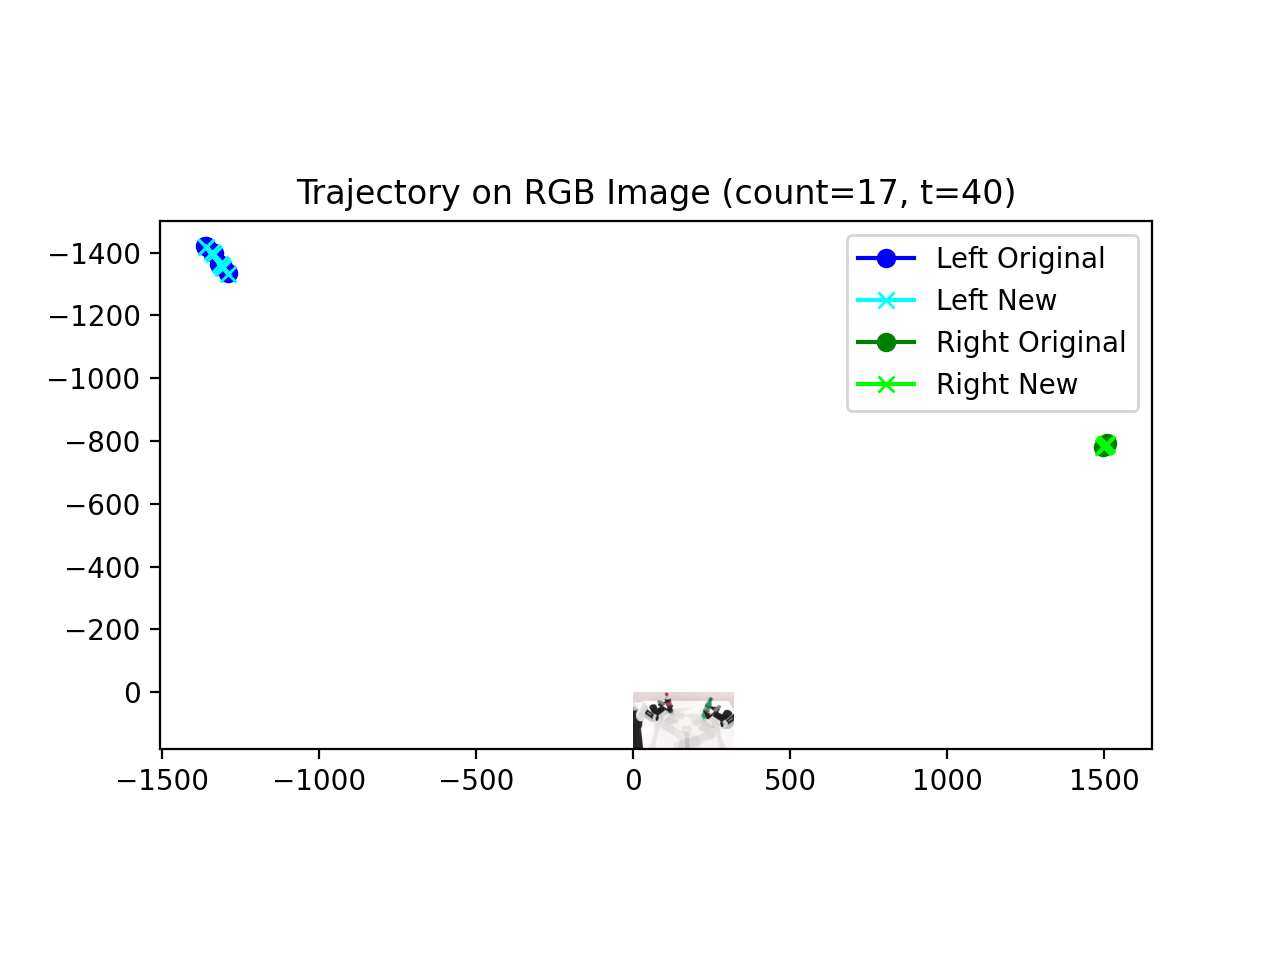 Trajectory on RGB Image (count=17, t=40)
−1400
−1200
−1000
−800
−600
−400
−200
0
Left Original
Left New
Right Original
Right New
−1500 −1000 −500 0 500 1000 1500